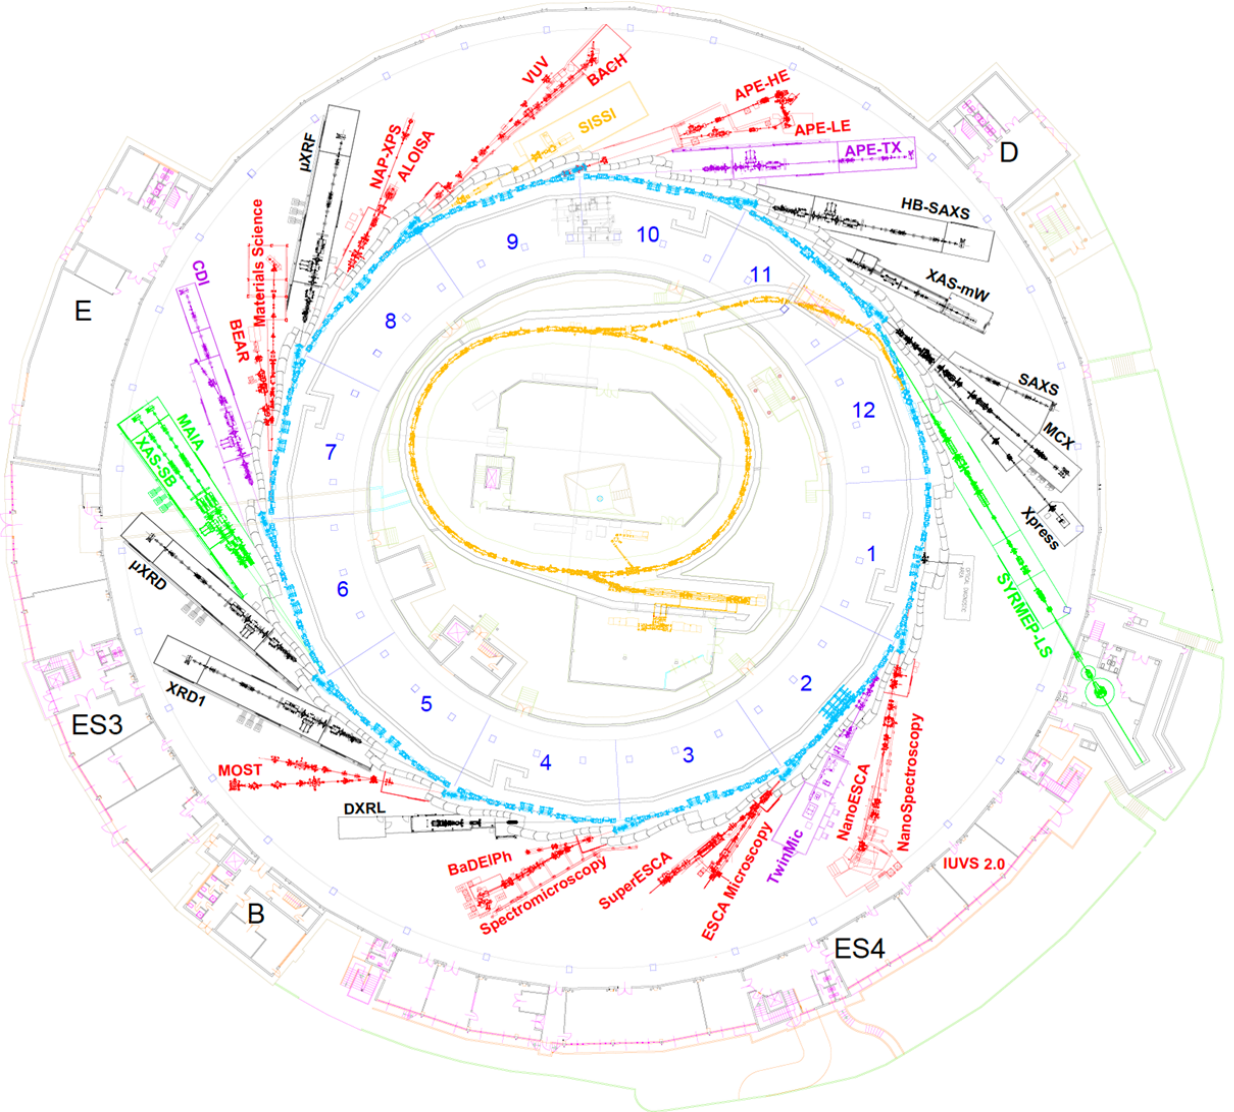 VUV
BACH
APE-HE
SISSI
APE-LE
APE-TX
D
μXRF
NAP-XPS
ALOISA
HB-SAXS
XAS-mW
Materials Science
CDI
E
BEAR
9
10
11
8
12
7
SAXS
MCX
Xpress
MAIA
XAS-SB
1
SYRMEP-LS
μXRD
6
2
5
XRD1
ES3
4
3
MOST
DXRL
NanoESCA
NanoSpectroscopy
TwinMic
BaDElPh
Spectromicroscopy
SuperESCA
ESCA Microscopy
IUVS 2.0
B
ES4